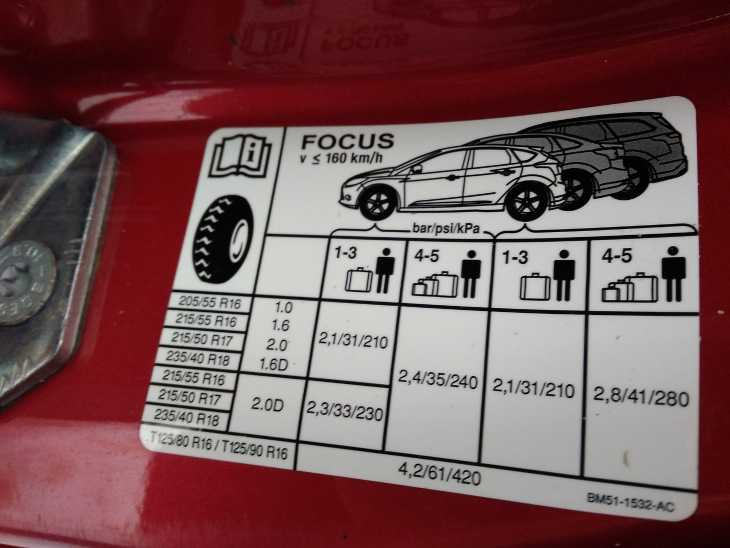 FOCUS
v ≤ 160 km/h
bar/psi/kPa
1-3 4-5 1-3 4-5
205/55 R16 1.0
215/55 R16 1.6
215/50 R17 2.0
235/40 R18 1.6D
2,1/31/210
215/55 R16
215/50 R17 2.0D
235/40 R18
2,3/33/230
2,4/35/240
2,1/31/210
2,8/41/280
T125/80 R16 / T125/90 R16
4,2/61/420
BM51-1532-AC